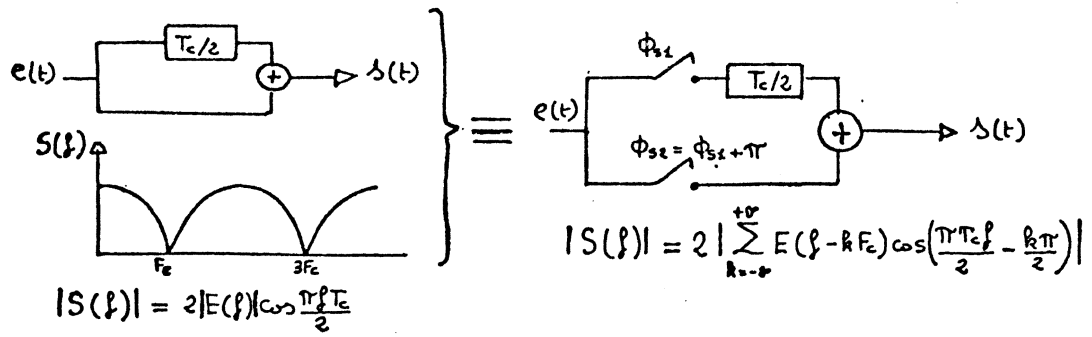 Tc/2
e(t)
+
s(t)
S(f)
Fc
3Fc
|S(f)| = 2|E(f)|cos πfTc/2
≡
ϕs1
Tc/2
e(t)
+
s(t)
ϕs2 = ϕs1 + π
|S(f)| = 2|∑_{k=-∞}^{+∞} E(f-kFc)cos(πTcf/2 - kπ/2)|